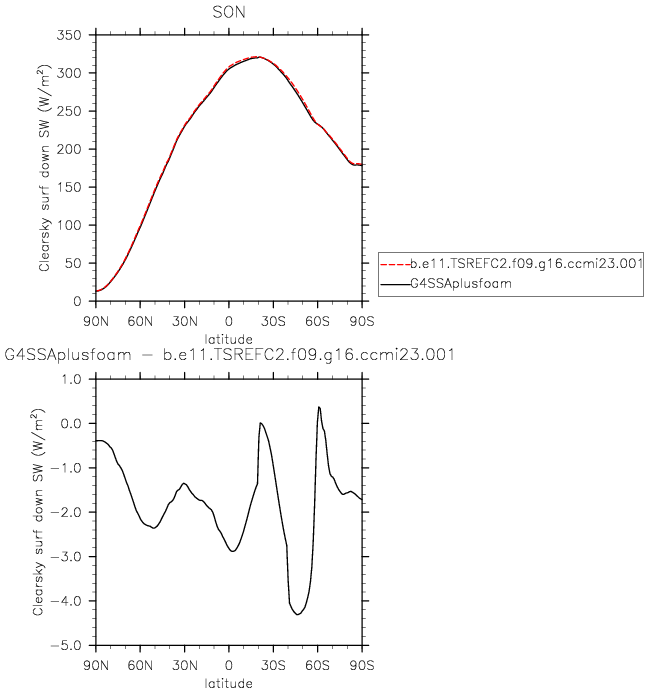 SON
Clearsky surf down SW (W/m²)
350
300
250
200
150
100
50
0
90N 60N 30N 0 30S 60S 90S
latitude
b.e11.TSREFC2.f09.g16.ccmi23.001
G4SSAplusfoam
G4SSAplusfoam − b.e11.TSREFC2.f09.g16.ccmi23.001
Clearsky surf down SW (W/m²)
1.0
0.0
−1.0
−2.0
−3.0
−4.0
−5.0
90N 60N 30N 0 30S 60S 90S
latitude